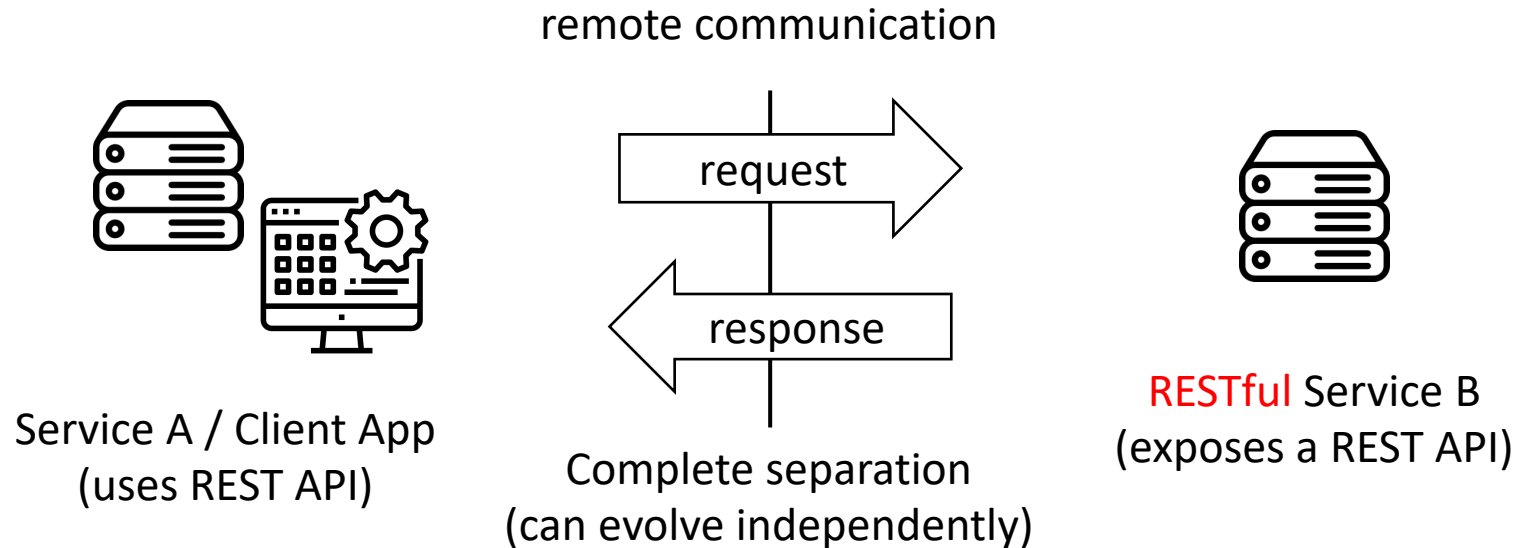 remote communication
request
response
Service A / Client App
(uses REST API)
Complete separation
(can evolve independently)
RESTful Service B
(exposes a REST API)